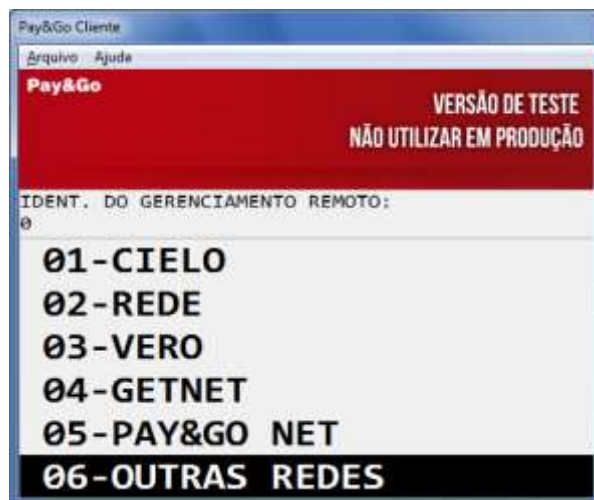 Pay&Go Cliente
Arquivo Ajuda
Pay&Go
VERSÃO DE TESTE
NÃO UTILIZAR EM PRODUÇÃO
IDENT. DO GERENCIAMENTO REMOTO:
0
01-CIELO
02-REDE
03-VERO
04-GETNET
05-PAY&GO NET
06-OUTRAS REDES